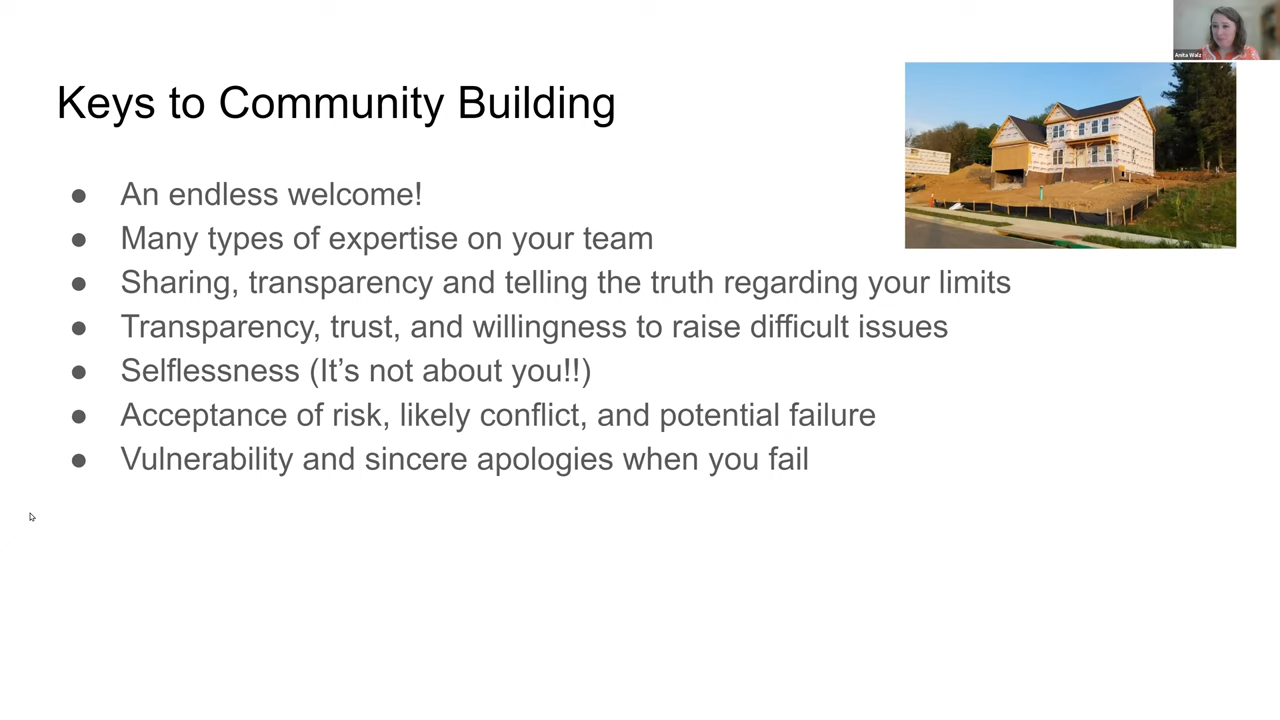 Anita Walz
Keys to Community Building
● An endless welcome!
● Many types of expertise on your team
● Sharing, transparency and telling the truth regarding your limits
● Transparency, trust, and willingness to raise difficult issues
● Selflessness (It’s not about you!!)
● Acceptance of risk, likely conflict, and potential failure
● Vulnerability and sincere apologies when you fail